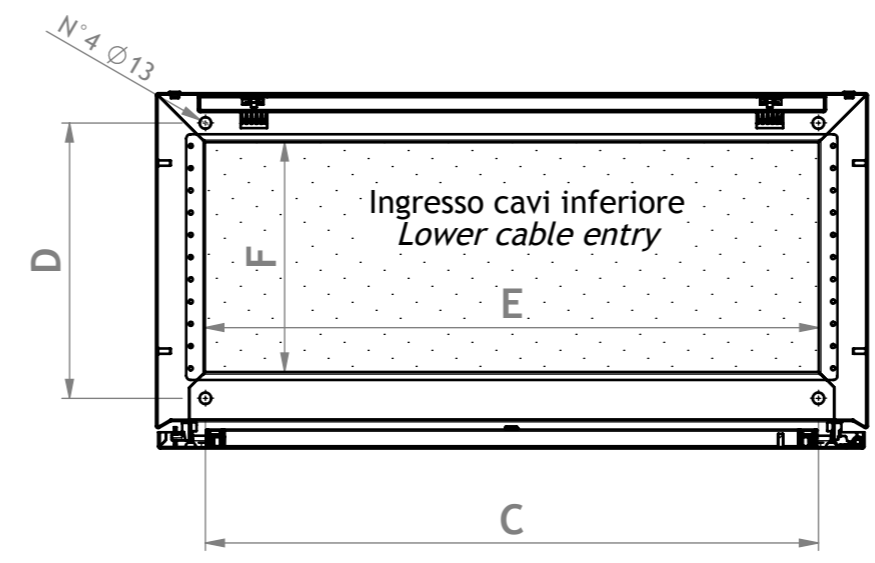 N°4 ∅13
Ingresso cavi inferiore
Lower cable entry
D
F
E
C